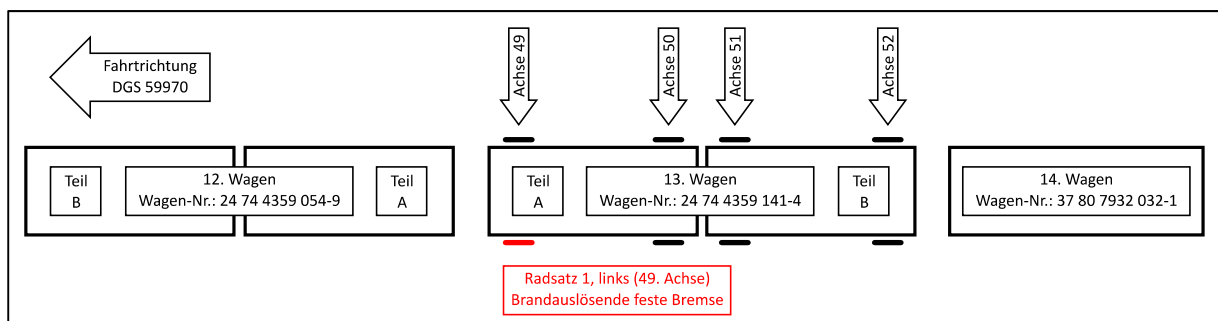 Fahrtrichtung
DGS 59970
Achse 49
Achse 50
Achse 51
Achse 52
Teil
B
12. Wagen
Wagen-Nr.: 24 74 4359 054-9
Teil
A
Teil
A
13. Wagen
Wagen-Nr.: 24 74 4359 141-4
Teil
B
14. Wagen
Wagen-Nr.: 37 80 7932 032-1
Radsatz 1, links (49. Achse)
Brandauslösende feste Bremse